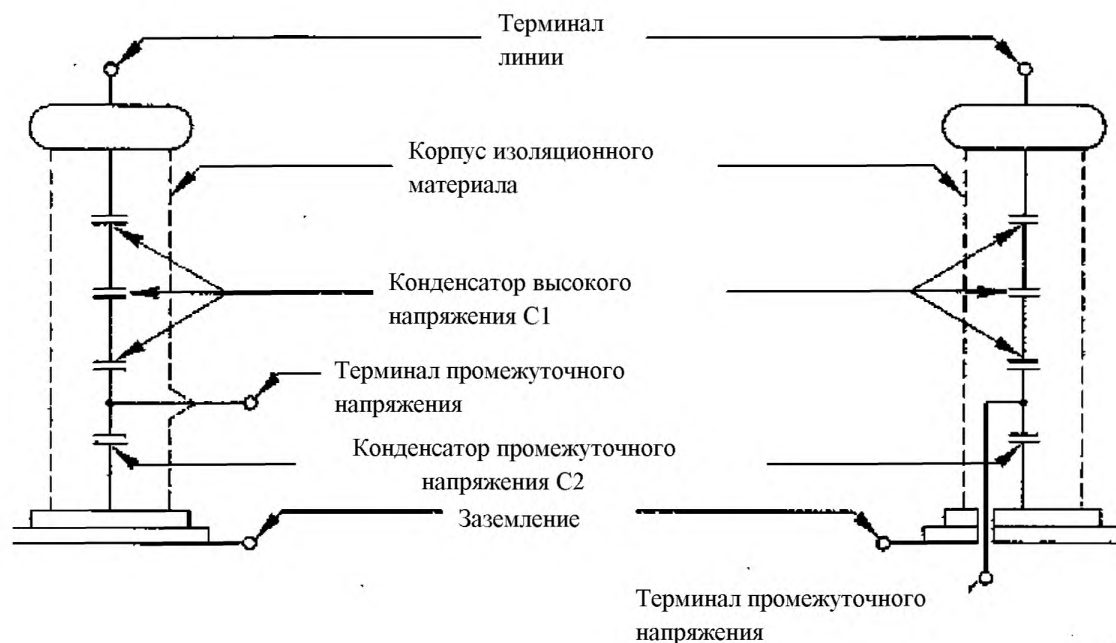 Терминал
линии
Корпус изоляционного
материала
Конденсатор высокого
напряжения С1
Терминал промежуточного
напряжения
Конденсатор промежуточного
напряжения С2
Заземление
Терминал промежуточного
напряжения